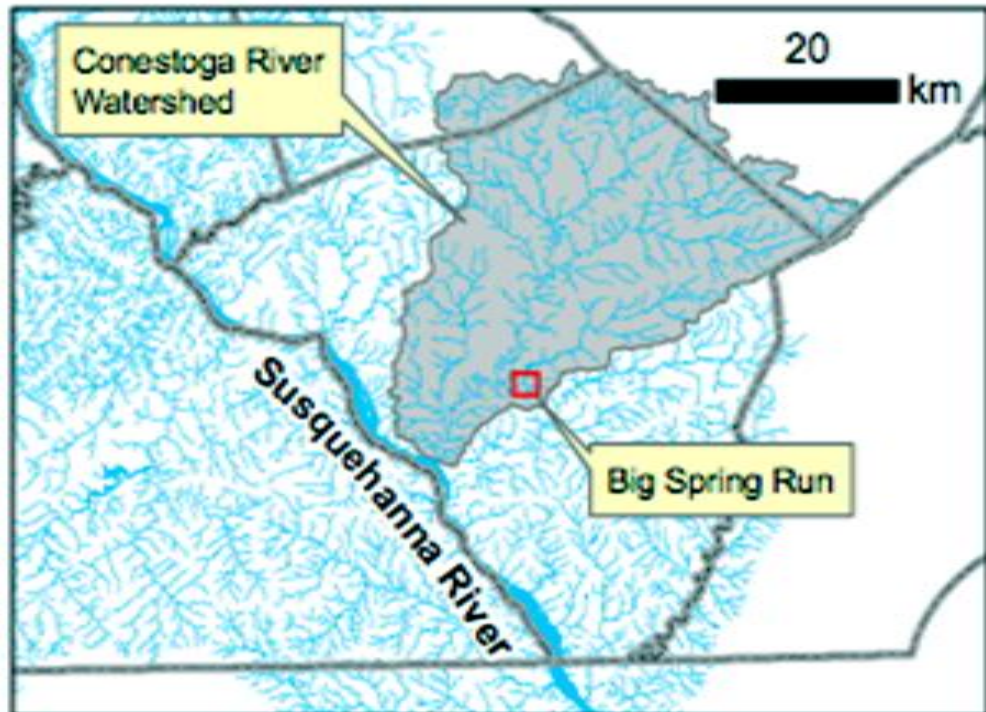 Conestoga River
Watershed
20
km
Susquehanna River
Big Spring Run